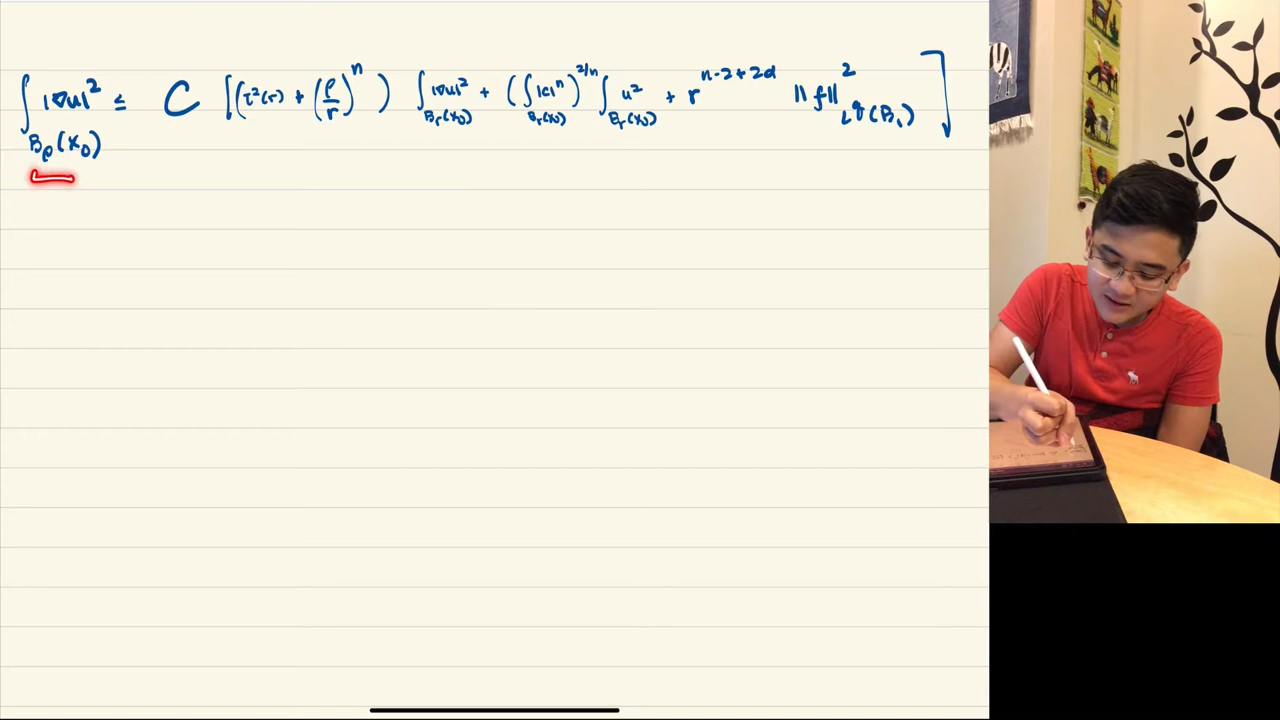 ∫_{B_ρ(x_0)} |∇u|² ≤ C [ (τ²(r) + (ρ/r)^n) ∫_{B_r(x_0)} |∇u|² + (∫_{B_r(x_0)} |c|^n)^{2/n} ∫_{B_r(x_0)} u² + r^{n-2+2α} ‖f‖²_{L^q(B_1)} ]